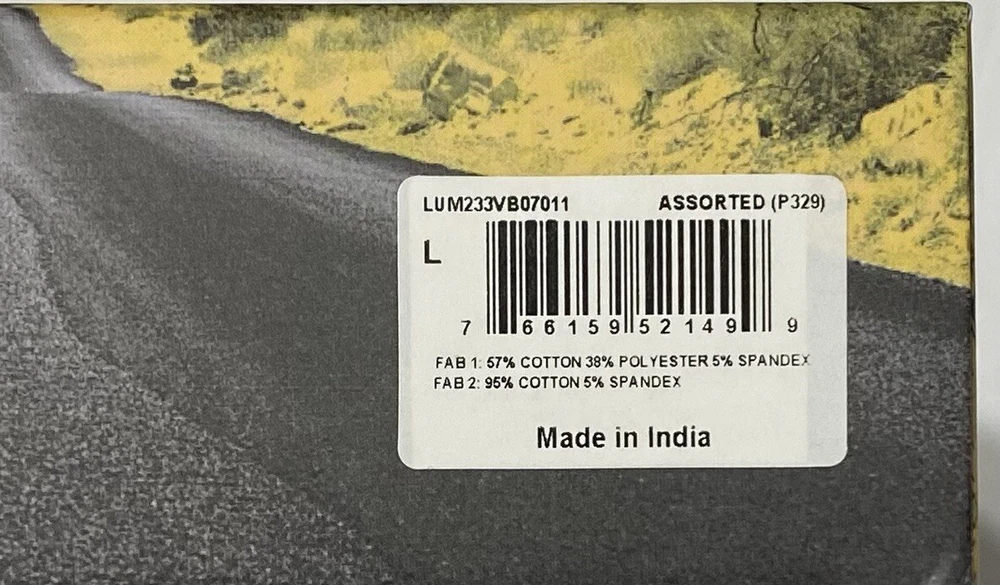 LUM233VB07011 ASSORTED (P329)
L
7 66159 52149 9
FAB 1: 57% COTTON 38% POLYESTER 5% SPANDEX
FAB 2: 95% COTTON 5% SPANDEX
Made in India